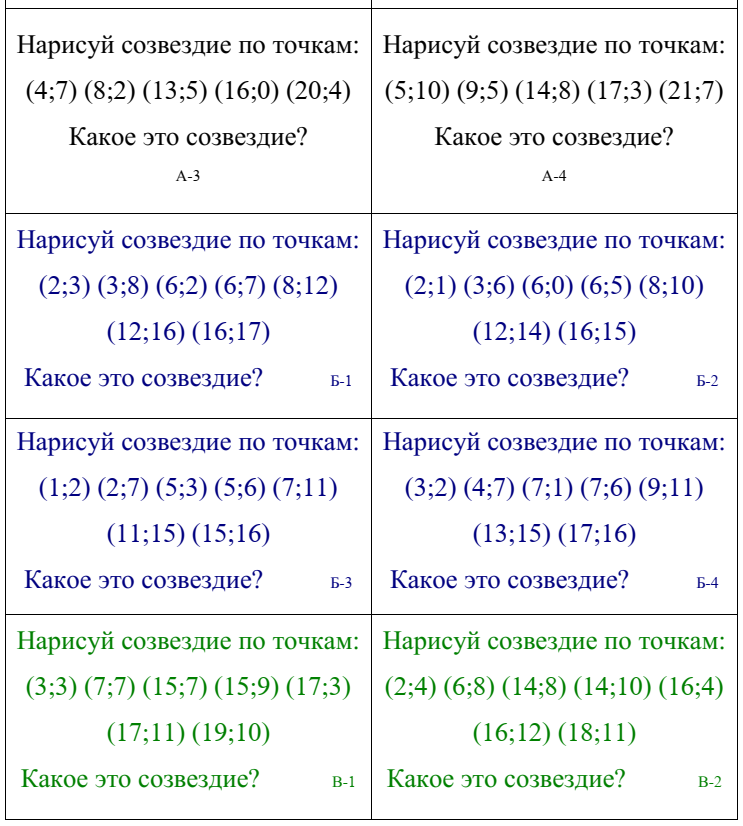 Нарисуй созвездие по точкам:
(4;7) (8;2) (13;5) (16;0) (20;4)
Какое это созвездие?
А-3
Нарисуй созвездие по точкам:
(5;10) (9;5) (14;8) (17;3) (21;7)
Какое это созвездие?
А-4
Нарисуй созвездие по точкам:
(2;3) (3;8) (6;2) (6;7) (8;12)
(12;16) (16;17)
Какое это созвездие? Б-1
Нарисуй созвездие по точкам:
(2;1) (3;6) (6;0) (6;5) (8;10)
(12;14) (16;15)
Какое это созвездие? Б-2
Нарисуй созвездие по точкам:
(1;2) (2;7) (5;3) (5;6) (7;11)
(11;15) (15;16)
Какое это созвездие? Б-3
Нарисуй созвездие по точкам:
(3;2) (4;7) (7;1) (7;6) (9;11)
(13;15) (17;16)
Какое это созвездие? Б-4
Нарисуй созвездие по точкам:
(3;3) (7;7) (15;7) (15;9) (17;3)
(17;11) (19;10)
Какое это созвездие? В-1
Нарисуй созвездие по точкам:
(2;4) (6;8) (14;8) (14;10) (16;4)
(16;12) (18;11)
Какое это созвездие? В-2